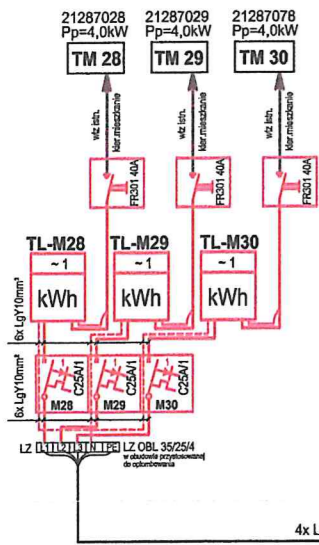 21287028 21287029 21287078
Pp=4,0kW Pp=4,0kW Pp=4,0kW
TM 28 TM 29 TM 30
wlz istn. wlz istn. wlz istn.
kier.mieszkanie kier.mieszkanie kier.mieszkanie
FR301 40A FR301 40A FR301 40A
TL-M28 TL-M29 TL-M30
~ 1 ~ 1 ~ 1
kWh kWh kWh
6x LgY10mm²
C25A/1 C25A/1 C25A/1
M28 M29 M30
6x LgY10mm²
LZ L1 L2 L3 N PE LZ OBL 35/25/4
w obudowie przystosowanej
do oplombowania
4x L